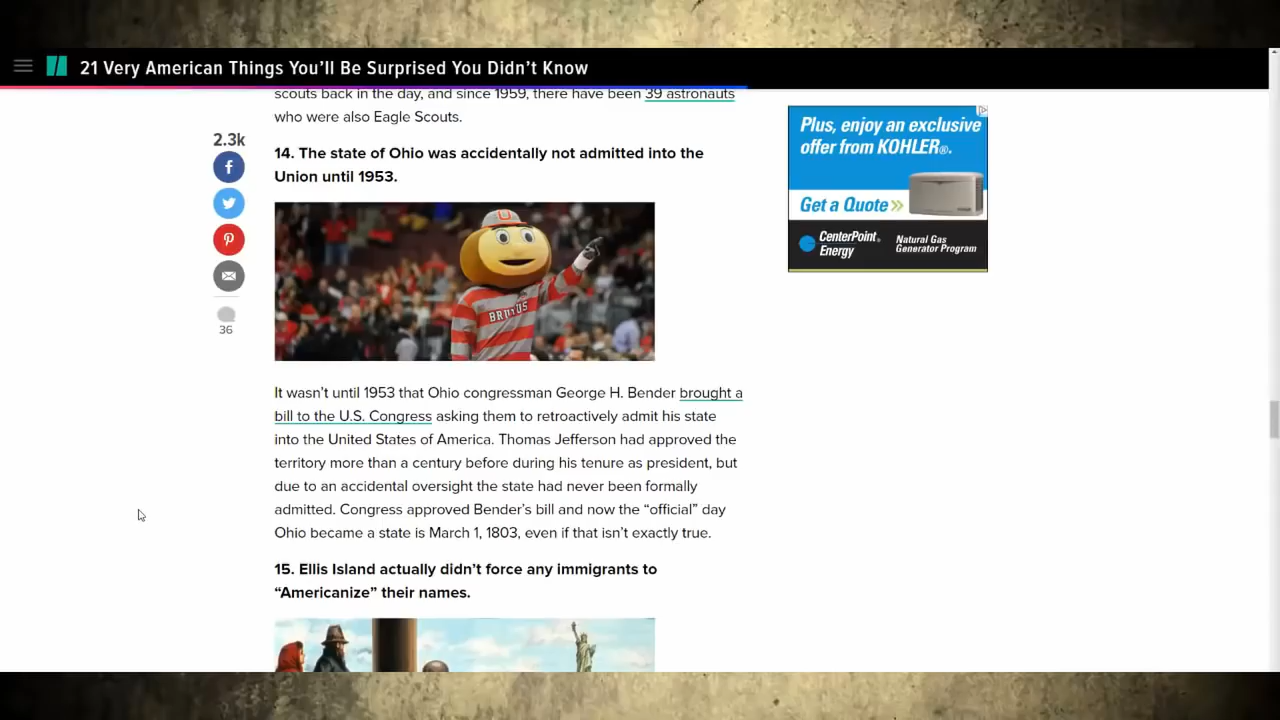 21 Very American Things You'll Be Surprised You Didn't Know
scouts back in the day, and since 1959, there have been 39 astronauts
who were also Eagle Scouts.
2.3k
36
14. The state of Ohio was accidentally not admitted into the
Union until 1953.
BRUTUS
It wasn't until 1953 that Ohio congressman George H. Bender brought a
bill to the U.S. Congress asking them to retroactively admit his state
into the United States of America. Thomas Jefferson had approved the
territory more than a century before during his tenure as president, but
due to an accidental oversight the state had never been formally
admitted. Congress approved Bender's bill and now the “official” day
Ohio became a state is March 1, 1803, even if that isn't exactly true.
15. Ellis Island actually didn't force any immigrants to
“Americanize” their names.
Plus, enjoy an exclusive
offer from KOHLER®.
Get a Quote »
CenterPoint®
Energy
Natural Gas
Generator Program